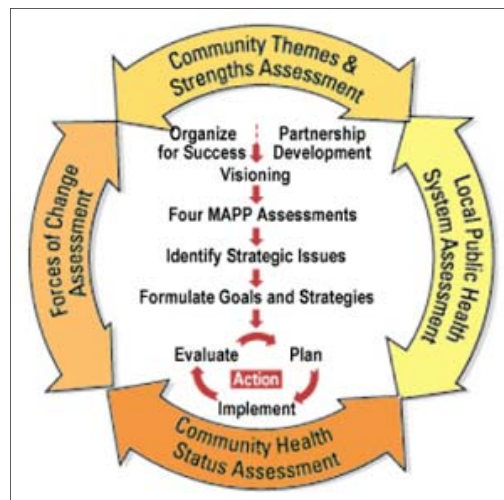 Community Themes &
Strengths Assessment
Organize
for Success
Partnership
Development
Visioning
Four MAPP Assessments
Identify Strategic Issues
Formulate Goals and Strategies
Evaluate
Plan
Action
Implement
Forces of Change
Assessment
Local Public Health
System Assessment
Community Health
Status Assessment